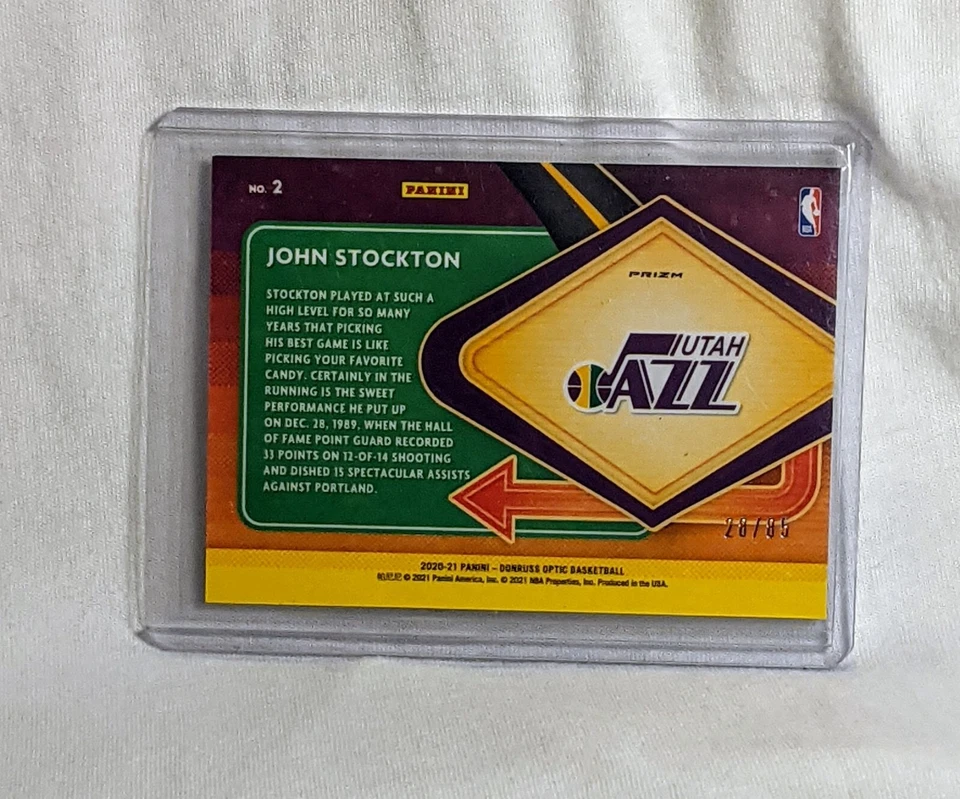 NO. 2
PANINI
NBA
JOHN STOCKTON
STOCKTON PLAYED AT SUCH A
HIGH LEVEL FOR SO MANY
YEARS THAT PICKING
HIS BEST GAME IS LIKE
PICKING YOUR FAVORITE
CANDY. CERTAINLY IN THE
RUNNING IS THE SWEET
PERFORMANCE HE PUT UP
ON DEC. 28, 1989, WHEN THE HALL
OF FAME POINT GUARD RECORDED
33 POINTS ON 12-OF-14 SHOOTING
AND DISHED 15 SPECTACULAR ASSISTS
AGAINST PORTLAND.
PRIZM
UTAH
JAZZ
28/85
2020-21 PANINI – DONRUSS OPTIC BASKETBALL
帕尼尼 © 2021 Panini America, Inc. © 2021 NBA Properties, Inc. Produced in the USA.